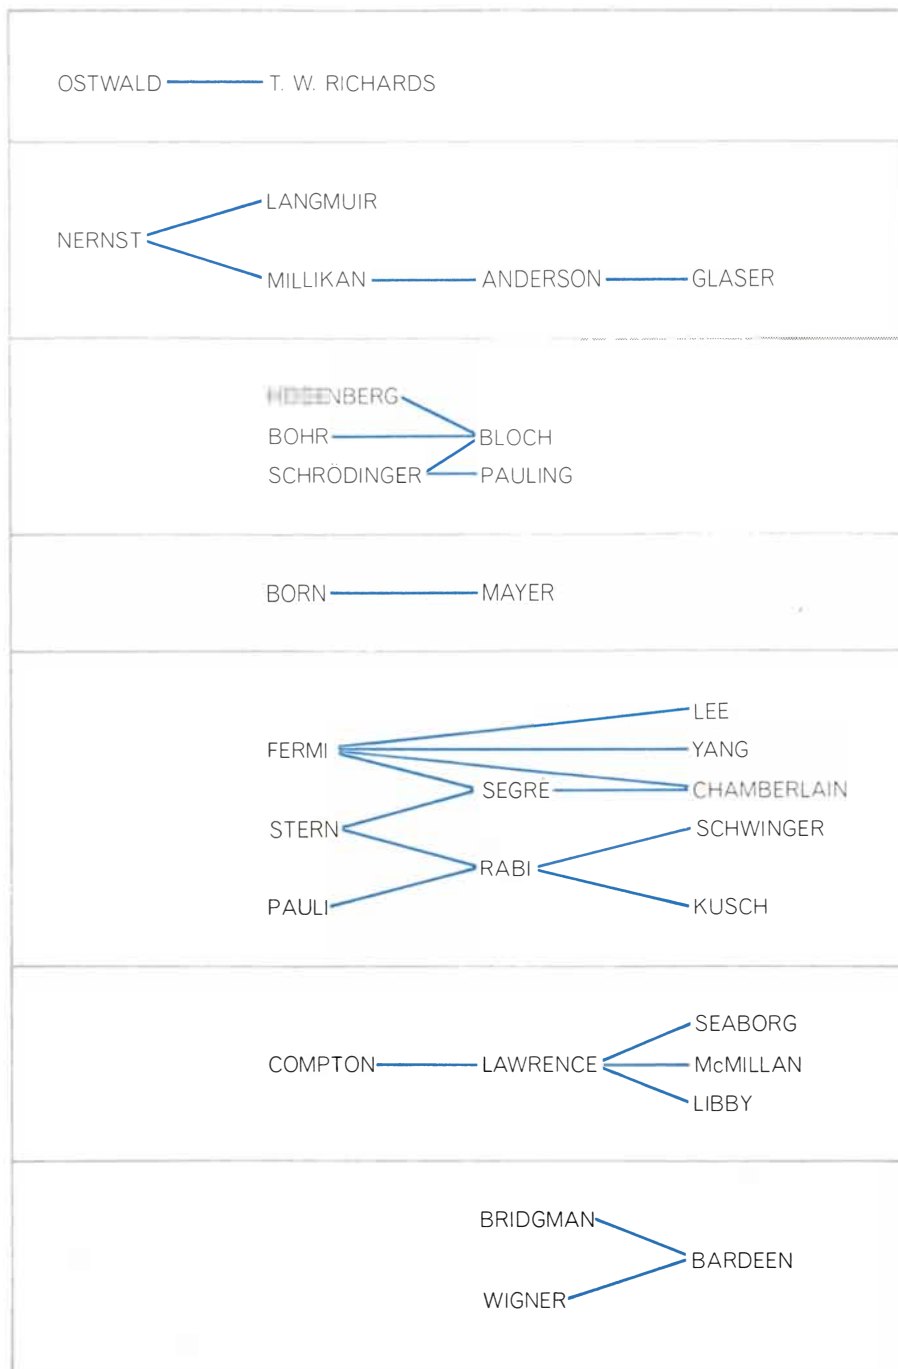 OSTWALD T. W. RICHARDS
LANGMUIR
NERNST
MILLIKAN ANDERSON GLASER
BOHR BLOCH
SCHRÖDINGER PAULING
BORN MAYER
LEE
FERMI YANG
SEGRÈ CHAMBERLAIN
STERN SCHWINGER
RABI
PAULI KUSCH
SEABORG
COMPTON LAWRENCE McMILLAN
LIBBY
BRIDGMAN
BARDEEN
WIGNER